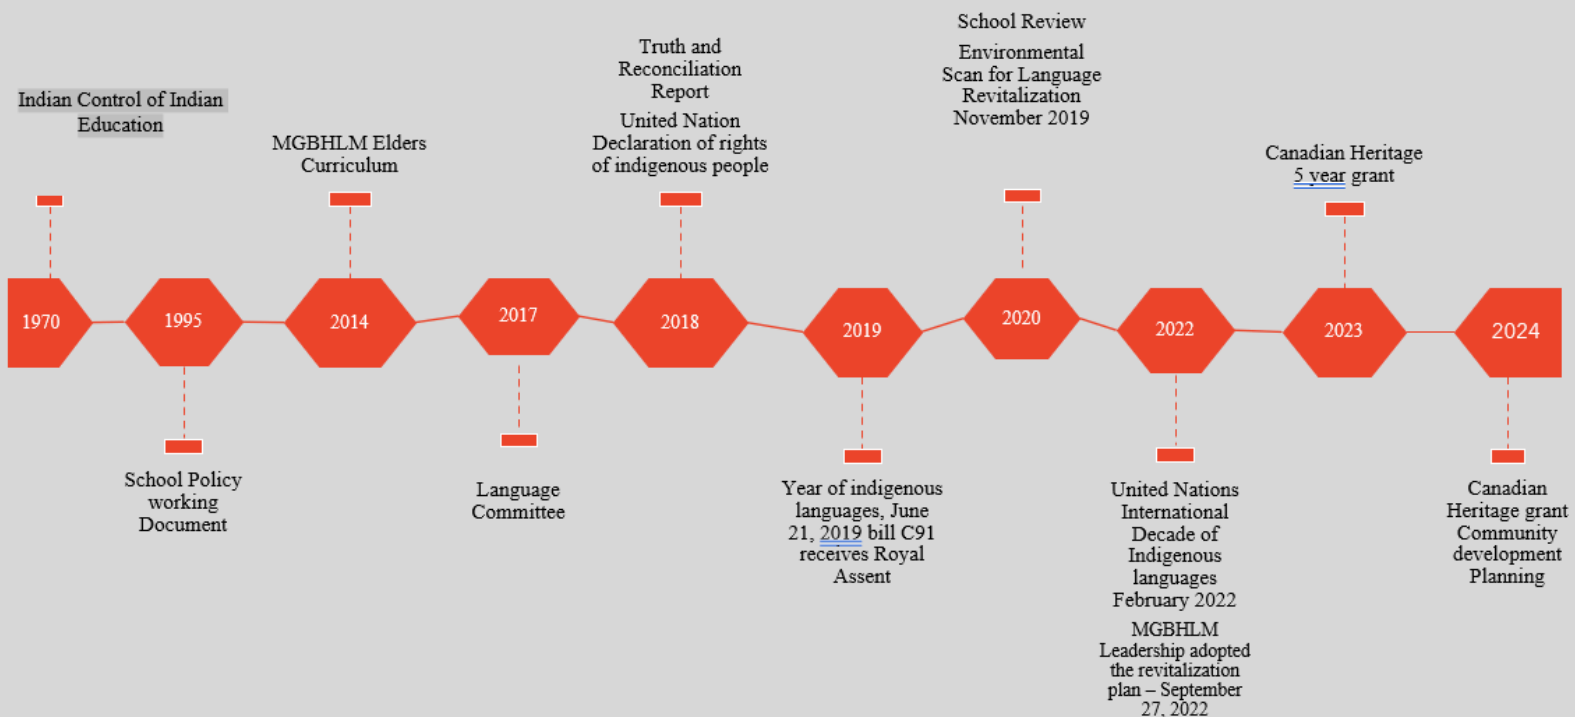 Indian Control of Indian
Education
MGBHLM Elders
Curriculum
Truth and
Reconciliation
Report
United Nation
Declaration of rights
of indigenous people
School Review
Environmental
Scan for Language
Revitalization
November 2019
Canadian Heritage
5 year grant
1970
1995
2014
2017
2018
2019
2020
2022
2023
2024
School Policy
working
Document
Language
Committee
Year of indigenous
languages, June
21, 2019 bill C91
receives Royal
Assent
United Nations
International
Decade of
Indigenous
languages
February 2022
MGBHLM
Leadership adopted
the revitalization
plan – September
27, 2022
Canadian
Heritage grant
Community
development
Planning